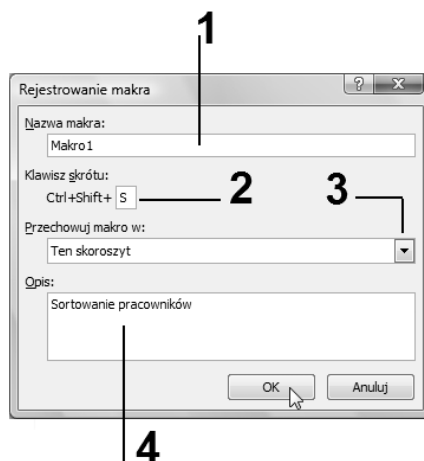 1
Rejestrowanie makra
Nazwa makra:
Makro1
Klawisz skrótu:
Ctrl+Shift+ S
2
3
Przechowuj makro w:
Ten skoroszyt
Opis:
Sortowanie pracowników
OK
Anuluj
4